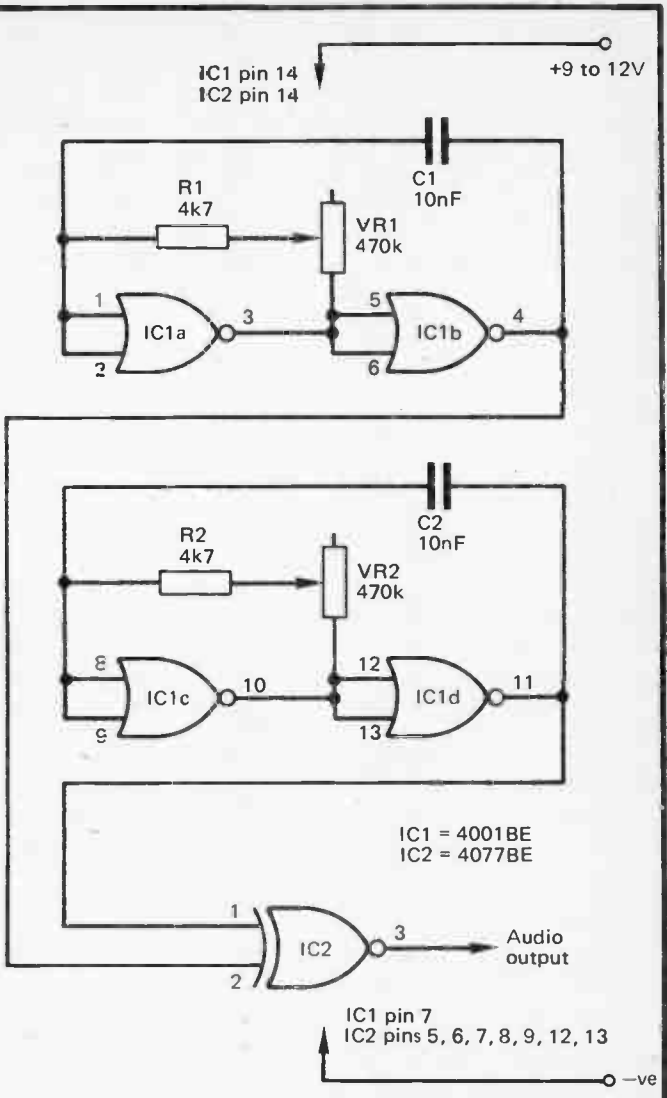 IC1 pin 14
IC2 pin 14
+9 to 12V
C1
10nF
R1
4k7
VR1
470k
1
2
IC1a
3
5
6
IC1b
4
C2
10nF
R2
4k7
VR2
470k
8
9
IC1c
10
12
13
IC1d
11
IC1 = 4001BE
IC2 = 4077BE
1
2
IC2
3
Audio
output
IC1 pin 7
IC2 pins 5, 6, 7, 8, 9, 12, 13
−ve